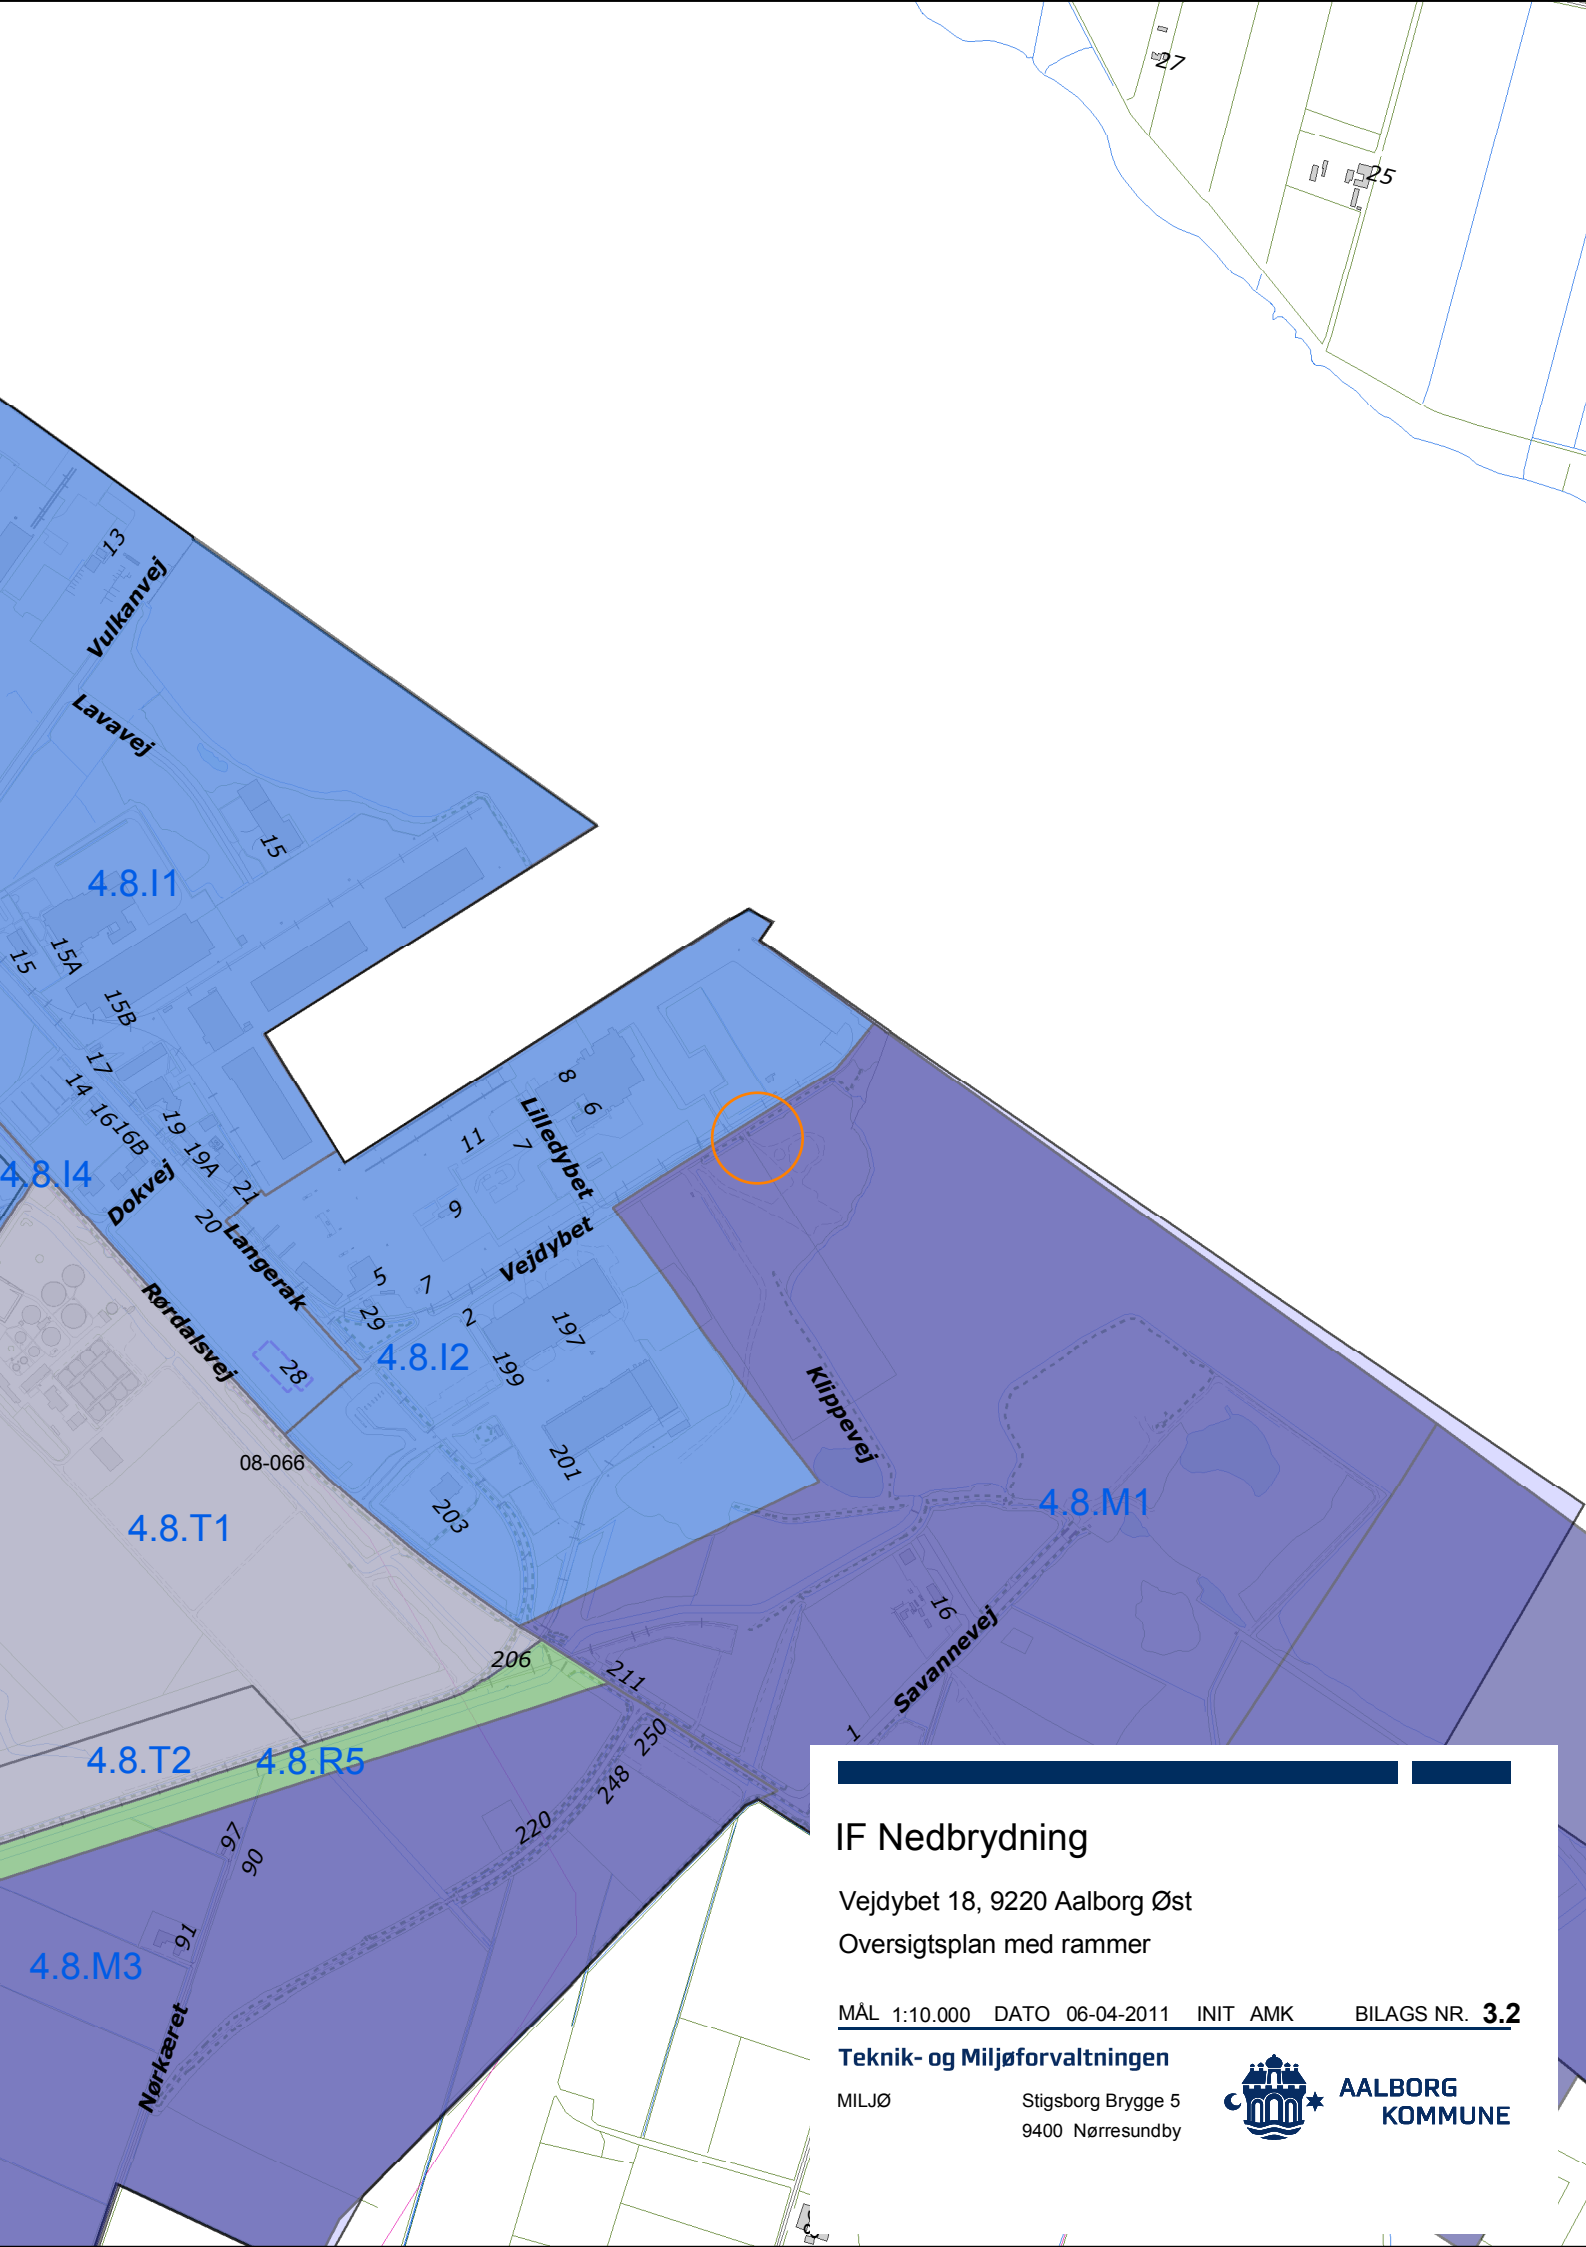 27
25
13
Vulkanvej
Lavavej
15
4.8.I1
15
15A
15B
17
14
16
16B
19
19A
21
20
4.8.I4
Dokvej
Langerak
Rørdalsvej
28
8
6
11
7
Lilledybet
9
Vejdybet
5
7
29
2
197
199
4.8.I2
201
203
Klippevej
08-066
4.8.T1
4.8.M1
16
Savannevej
206
211
1
250
248
220
4.8.T2
4.8.R5
97
90
91
4.8.M3
Nørkæret
IF Nedbrydning
Vejdybet 18, 9220 Aalborg Øst
Oversigtsplan med rammer
MÅL 1:10.000 DATO 06-04-2011 INIT AMK BILAGS NR. 3.2
Teknik- og Miljøforvaltningen
MILJØ Stigsborg Brygge 5
9400 Nørresundby
AALBORG
KOMMUNE